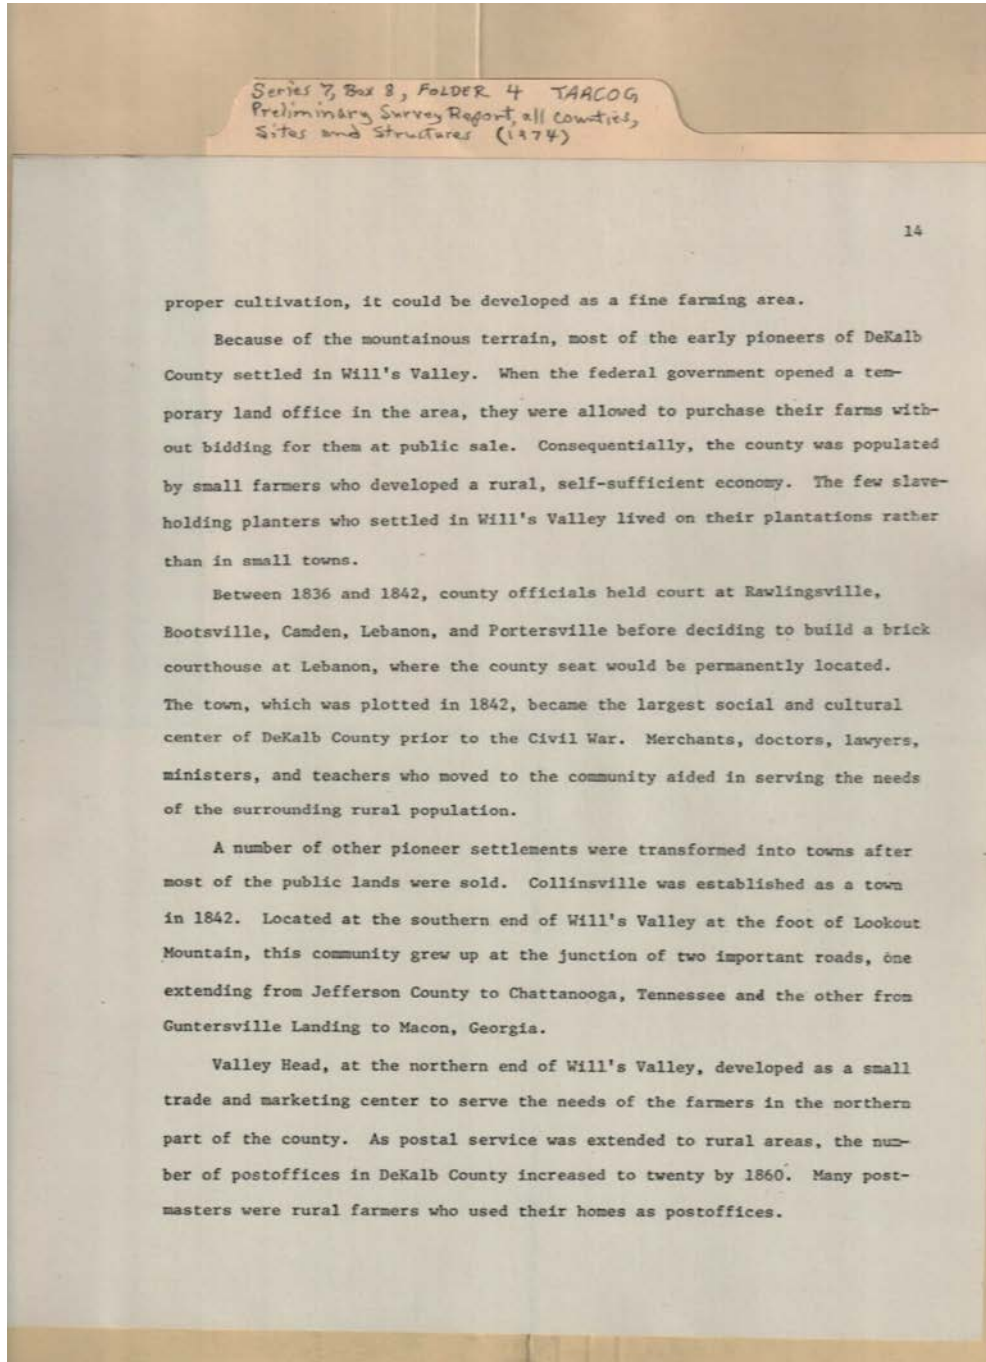 Series 7, Box 8, FOLDER 4 TARCOG
Preliminary Survey Report, all counties,
Sites and Structures (1974)
14
proper cultivation, it could be developed as a fine farming area.
Because of the mountainous terrain, most of the early pioneers of DeKalb
County settled in Will's Valley. When the federal government opened a tem-
porary land office in the area, they were allowed to purchase their farms with-
out bidding for them at public sale. Consequentially, the county was populated
by small farmers who developed a rural, self-sufficient economy. The few slave-
holding planters who settled in Will's Valley lived on their plantations rather
than in small towns.
Between 1836 and 1842, county officials held court at Rawlingsville,
Bootsville, Camden, Lebanon, and Portersville before deciding to build a brick
courthouse at Lebanon, where the county seat would be permanently located.
The town, which was plotted in 1842, became the largest social and cultural
center of DeKalb County prior to the Civil War. Merchants, doctors, lawyers,
ministers, and teachers who moved to the community aided in serving the needs
of the surrounding rural population.
A number of other pioneer settlements were transformed into towns after
most of the public lands were sold. Collinsville was established as a town
in 1842. Located at the southern end of Will's Valley at the foot of Lookout
Mountain, this community grew up at the junction of two important roads, one
extending from Jefferson County to Chattanooga, Tennessee and the other from
Guntersville Landing to Macon, Georgia.
Valley Head, at the northern end of Will's Valley, developed as a small
trade and marketing center to serve the needs of the farmers in the northern
part of the county. As postal service was extended to rural areas, the num-
ber of postoffices in DeKalb County increased to twenty by 1860. Many post-
masters were rural farmers who used their homes as postoffices.